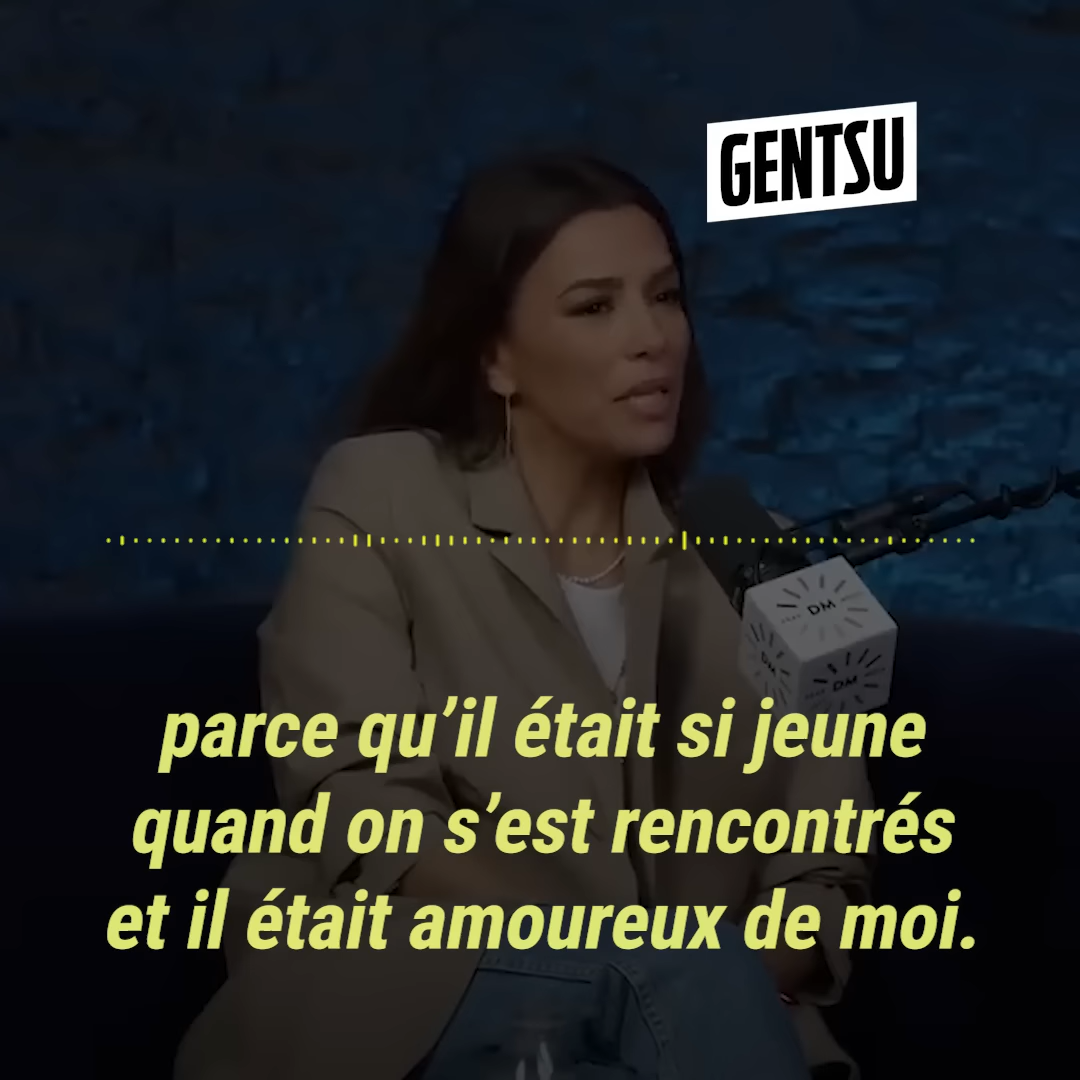 GENTSU
DM
DM
DM
parce qu’il était si jeune
quand on s’est rencontrés
et il était amoureux de moi.